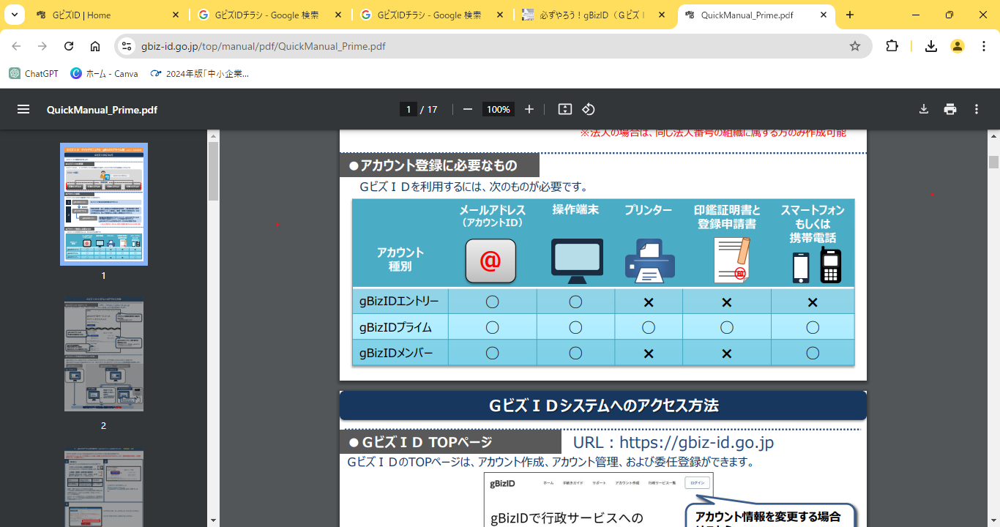 GビズID | Home
GビズIDチラシ - Google 検索
GビズIDチラシ - Google 検索
必ずやろう！gBizID（Gビズ I
QuickManual_Prime.pdf
gbiz-id.go.jp/top/manual/pdf/QuickManual_Prime.pdf
ChatGPT
ホーム - Canva
2024年版「中小企業...
QuickManual_Prime.pdf
1 / 17
100%
1
2
※法人の場合は、同じ法人番号の組織に属する方のみ作成可能
●アカウント登録に必要なもの
ＧビズＩＤを利用するには、次のものが必要です。
アカウント
種別
メールアドレス
（アカウントID）
@
操作端末
プリンター
印鑑証明書と
登録申請書
印
スマートフォン
もしくは
携帯電話
gBizIDエントリー 〇 〇 × × ×
gBizIDプライム 〇 〇 〇 〇 〇
gBizIDメンバー 〇 〇 × × 〇
ＧビズＩＤシステムへのアクセス方法
●ＧビズＩＤ TOPページ
URL：https://gbiz-id.go.jp
ＧビズＩＤのTOPページは、アカウント作成、アカウント管理、および委任登録ができます。
gBizID
ホーム 手続きガイド サポート アカウント作成 行政サービス一覧 ログイン
gBizIDで行政サービスへの
アカウント情報を変更する場合